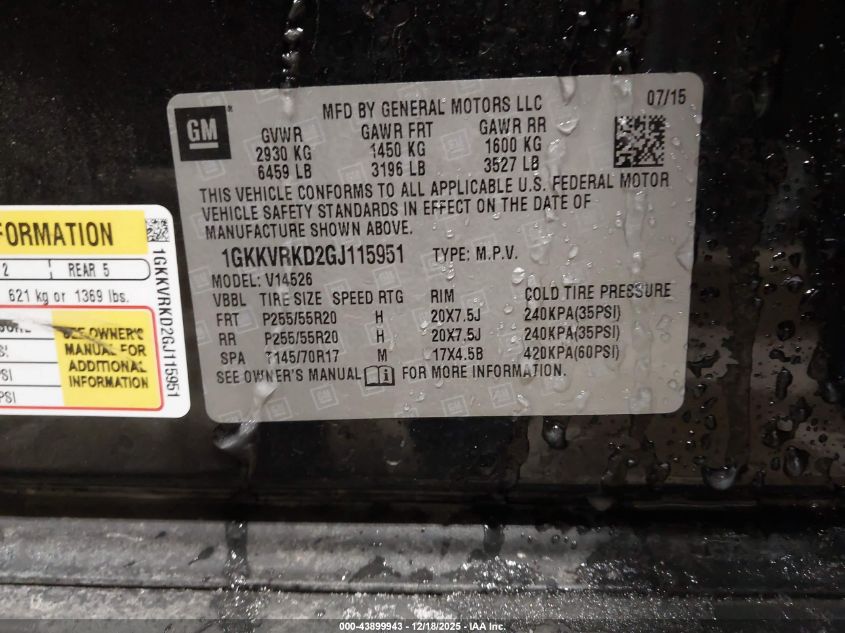 GM
MFD BY GENERAL MOTORS LLC
07/15
GVWR GAWR FRT GAWR RR
2930 KG 1450 KG 1600 KG
6459 LB 3196 LB 3527 LB
THIS VEHICLE CONFORMS TO ALL APPLICABLE U.S. FEDERAL MOTOR
VEHICLE SAFETY STANDARDS IN EFFECT ON THE DATE OF
MANUFACTURE SHOWN ABOVE.
1GKKVRKD2GJ115951 TYPE: M.P.V.
MODEL: V14526
VBBL TIRE SIZE SPEED RTG RIM COLD TIRE PRESSURE
FRT P255/55R20 H 20X7.5J 240KPA(35PSI)
RR P255/55R20 H 20X7.5J 240KPA(35PSI)
SPA T145/70R17 M 17X4.5B 420KPA(60PSI)
SEE OWNER'S MANUAL FOR MORE INFORMATION.
ORMATION
2 REAR 5
621 kg or 1369 lbs.
SEE OWNER'S
MANUAL FOR
ADDITIONAL
INFORMATION
PSI
PSI
1GKKVRKD2GJ115951
000-43899943 - 12/18/2025 - IAA Inc.